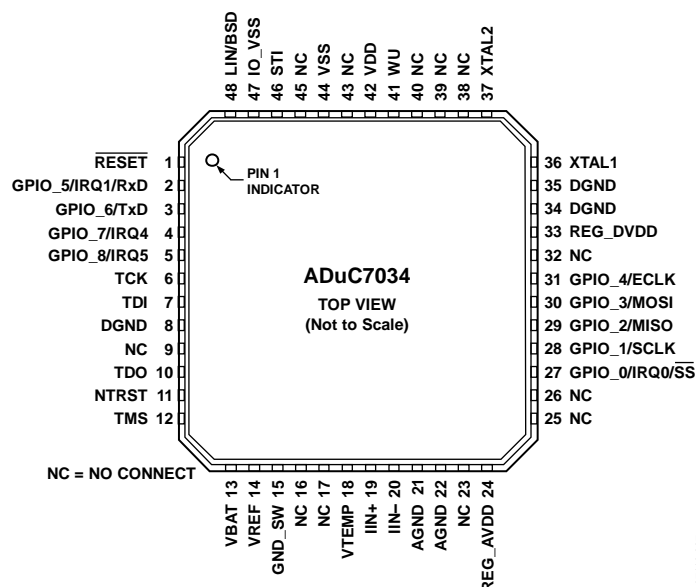 48 LIN/BSD
47 IO_VSS
46 STI
45 NC
44 VSS
43 NC
42 VDD
41 WU
40 NC
39 NC
38 NC
37 XTAL2
RESET 1
GPIO_5/IRQ1/RxD 2
GPIO_6/TxD 3
GPIO_7/IRQ4 4
GPIO_8/IRQ5 5
TCK 6
TDI 7
DGND 8
NC 9
TDO 10
NTRST 11
TMS 12
PIN 1
INDICATOR
ADuC7034
TOP VIEW
(Not to Scale)
36 XTAL1
35 DGND
34 DGND
33 REG_DVDD
32 NC
31 GPIO_4/ECLK
30 GPIO_3/MOSI
29 GPIO_2/MISO
28 GPIO_1/SCLK
27 GPIO_0/IRQ0/SS
26 NC
25 NC
NC = NO CONNECT
VBAT 13
VREF 14
GND_SW 15
NC 16
NC 17
VTEMP 18
IIN+ 19
IIN– 20
AGND 21
AGND 22
NC 23
REG_AVDD 24